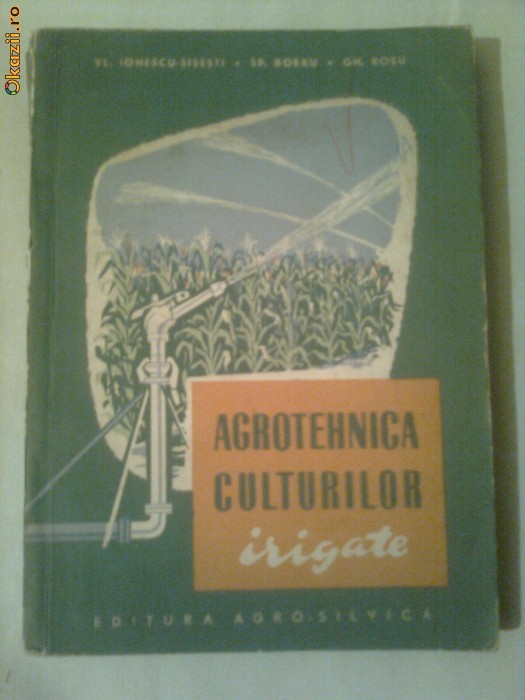 Okazii.ro
VL. IONESCU-SISEȘTI • SP. BOERU • GH. ROȘU
AGROTEHNICA
CULTURILOR
irigate
EDITURA AGRO-SILVICĂ